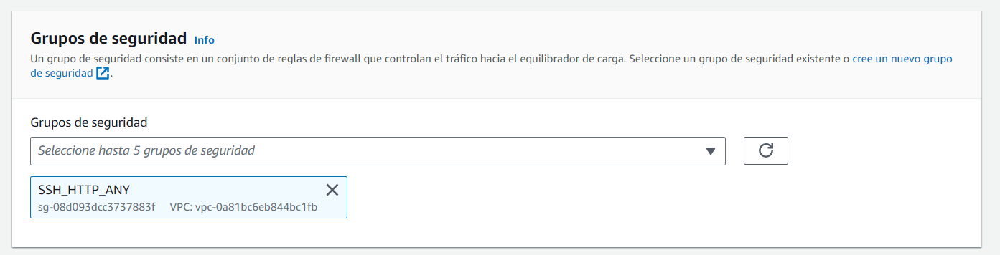 Grupos de seguridad Info
Un grupo de seguridad consiste en un conjunto de reglas de firewall que controlan el tráfico hacia el equilibrador de carga. Seleccione un grupo de seguridad existente o cree un nuevo grupo
de seguridad.
Grupos de seguridad
Seleccione hasta 5 grupos de seguridad
SSH_HTTP_ANY
sg-08d093dcc3737883f VPC: vpc-0a81bc6eb844bc1fb